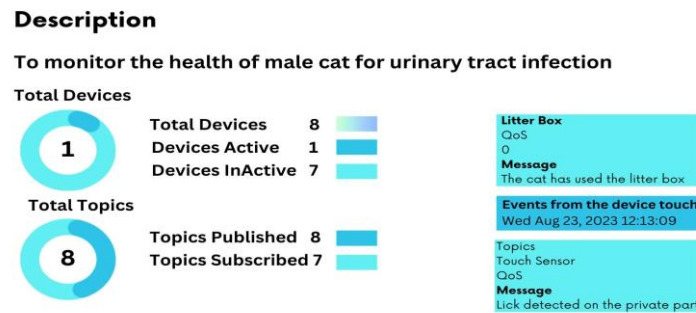 Description
To monitor the health of male cat for urinary tract infection
Total Devices
1
Total Devices 8
Devices Active 1
Devices InActive 7
Total Topics
8
Topics Published 8
Topics Subscribed 7
Litter Box
QoS
0
Message
The cat has used the litter box
Events from the device touch
Wed Aug 23, 2023 12:13:09
Topics
Touch Sensor
QoS
Message
Lick detected on the private part